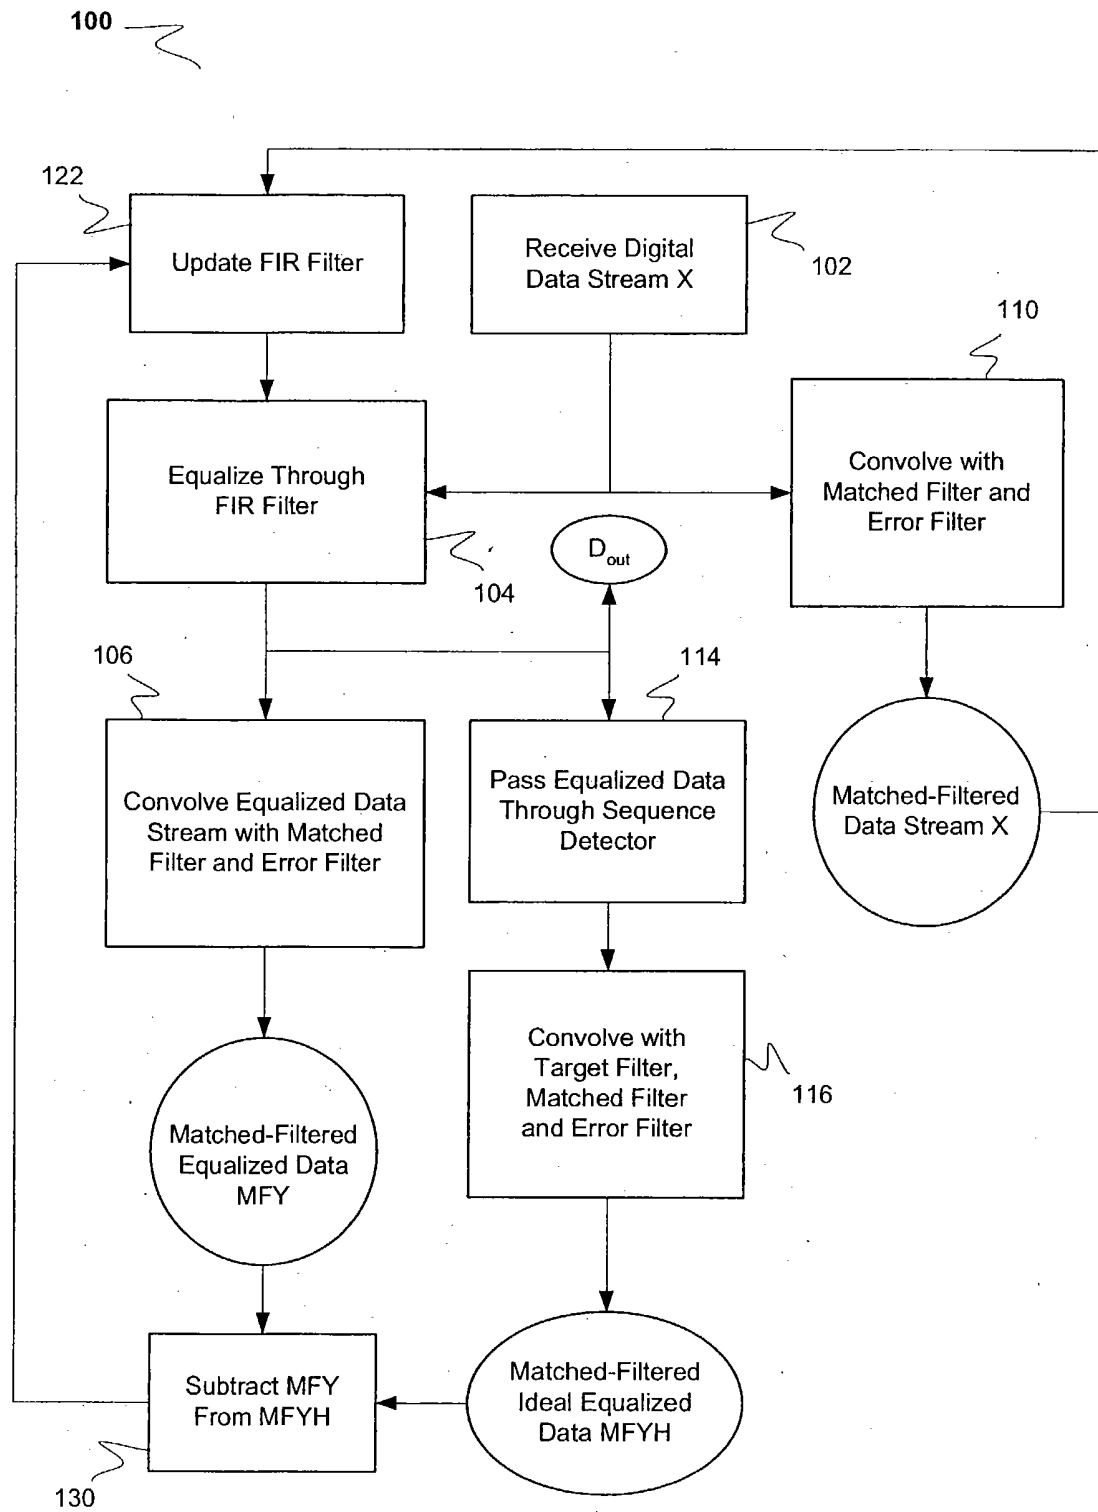 100
122
Update FIR Filter
Receive Digital
Data Stream X
102
110
Equalize Through
FIR Filter
104
Convolve with
Matched Filter and
Error Filter
D_out
106
114
Convolve Equalized Data
Stream with Matched
Filter and Error Filter
Pass Equalized Data
Through Sequence
Detector
Matched-Filtered
Data Stream X
Convolve with
Target Filter,
Matched Filter
and Error Filter
116
Matched-Filtered
Equalized Data
MFY
Subtract MFY
From MFYH
130
Matched-Filtered
Ideal Equalized
Data MFYH